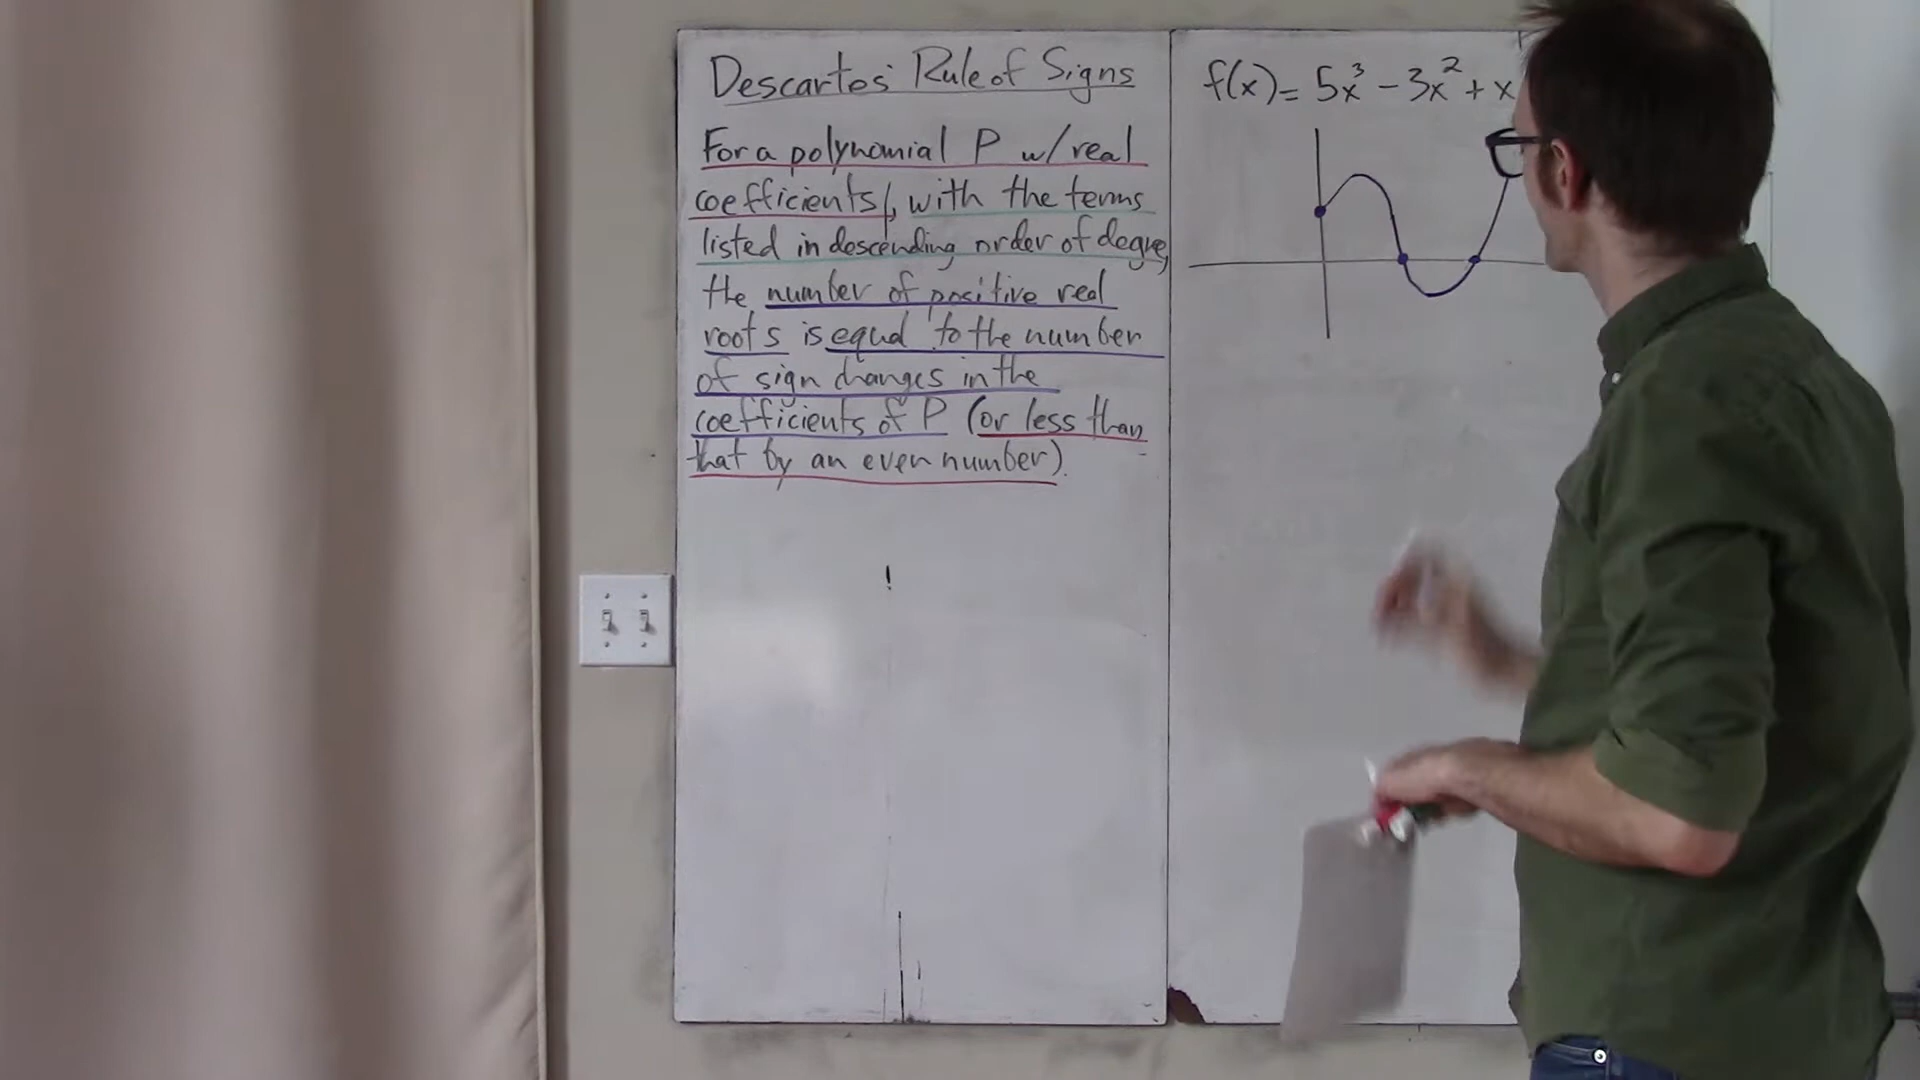 Descartes' Rule of Signs
For a polynomial P w/ real
coefficients, with the terms
listed in descending order of degree,
the number of positive real
roots is equal to the number
of sign changes in the
coefficients of P (or less than
that by an even number).
!
f(x) = 5x³ - 3x² + x